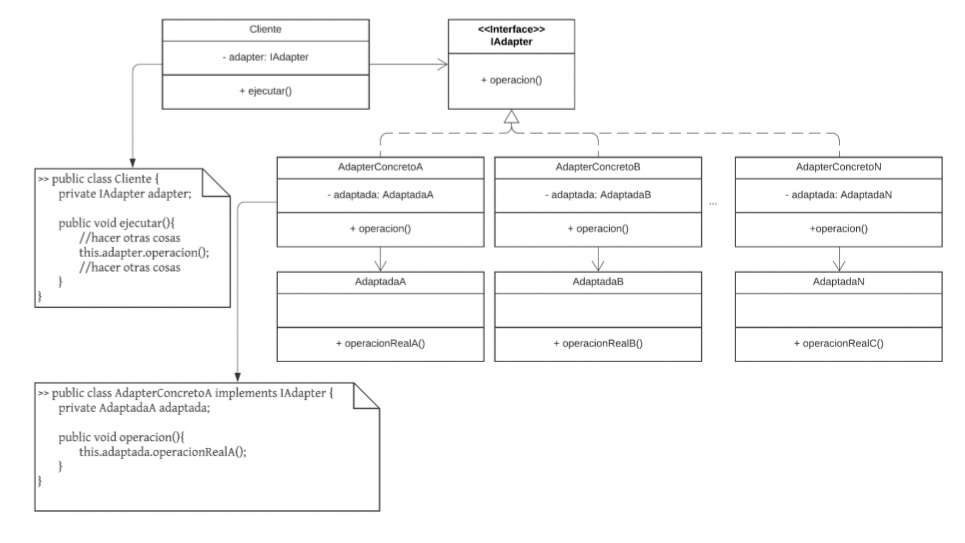 Cliente
- adapter: IAdapter
+ ejecutar()
<<Interface>>
IAdapter
+ operacion()
>> public class Cliente {
private IAdapter adapter;
public void ejecutar(){
//hacer otras cosas
this.adapter.operacion();
//hacer otras cosas
}
}
AdapterConcretoA
- adaptada: AdaptadaA
+ operacion()
AdapterConcretoB
- adaptada: AdaptadaB
+ operacion()
...
AdapterConcretoN
- adaptada: AdaptadaN
+operacion()
AdaptadaA
+ operacionRealA()
AdaptadaB
+ operacionRealB()
AdaptadaN
+ operacionRealC()
>> public class AdapterConcretoA implements IAdapter {
private AdaptadaA adaptada;
public void operacion(){
this.adaptada.operacionRealA();
}
}